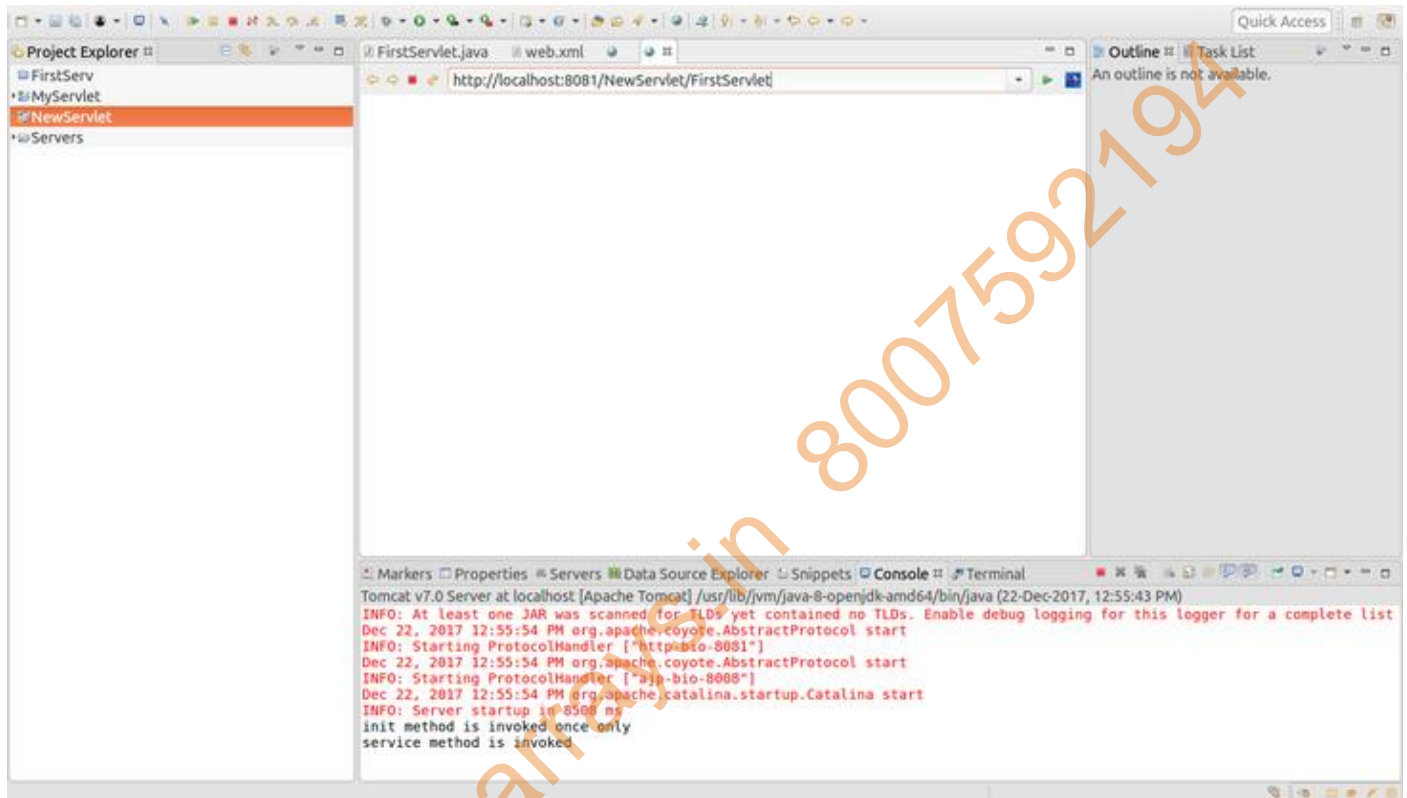 Quick Access
Project Explorer
FirstServlet.java
web.xml
Outline
Task List
FirstServ
MyServlet
NewServlet
Servers
http://localhost:8081/NewServlet/FirstServlet
An outline is not available.
Markers
Properties
Servers
Data Source Explorer
Snippets
Console
Terminal
Tomcat v7.0 Server at localhost [Apache Tomcat] /usr/lib/jvm/java-8-openjdk-amd64/bin/java (22-Dec-2017, 12:55:43 PM)
INFO: At least one JAR was scanned for TLDs yet contained no TLDs. Enable debug logging for this logger for a complete list
Dec 22, 2017 12:55:54 PM org.apache.coyote.AbstractProtocol start
INFO: Starting ProtocolHandler ["http-bio-8081"]
Dec 22, 2017 12:55:54 PM org.apache.coyote.AbstractProtocol start
INFO: Starting ProtocolHandler ["ajp-bio-8008"]
Dec 22, 2017 12:55:54 PM org.apache.catalina.startup.Catalina start
INFO: Server startup in 8508 ms
init method is invoked once only
service method is invoked
arrays.in 8007592194